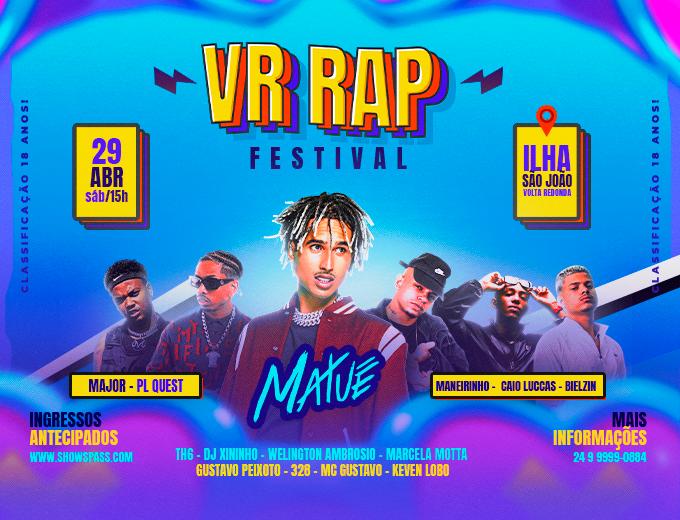 VR RAP
FESTIVAL
CLASSIFICAÇÃO 18 ANOS!
29
ABR
sáb/15h
ILHA
SÃO JOÃO
VOLTA REDONDA
CLASSIFICAÇÃO 18 ANOS!
MATUÊ
MAJOR - PL QUEST
MANEIRINHO - CAIO LUCCAS - BIELZIN
INGRESSOS
ANTECIPADOS
WWW.SHOWSPASS.COM
MAIS
INFORMAÇÕES
24 9 9999-0884
TH6 - DJ XININHO - WELINGTON AMBROSIO - MARCELA MOTTA
GUSTAVO PEIXOTO - 328 - MC GUSTAVO - KEVEN LOBO